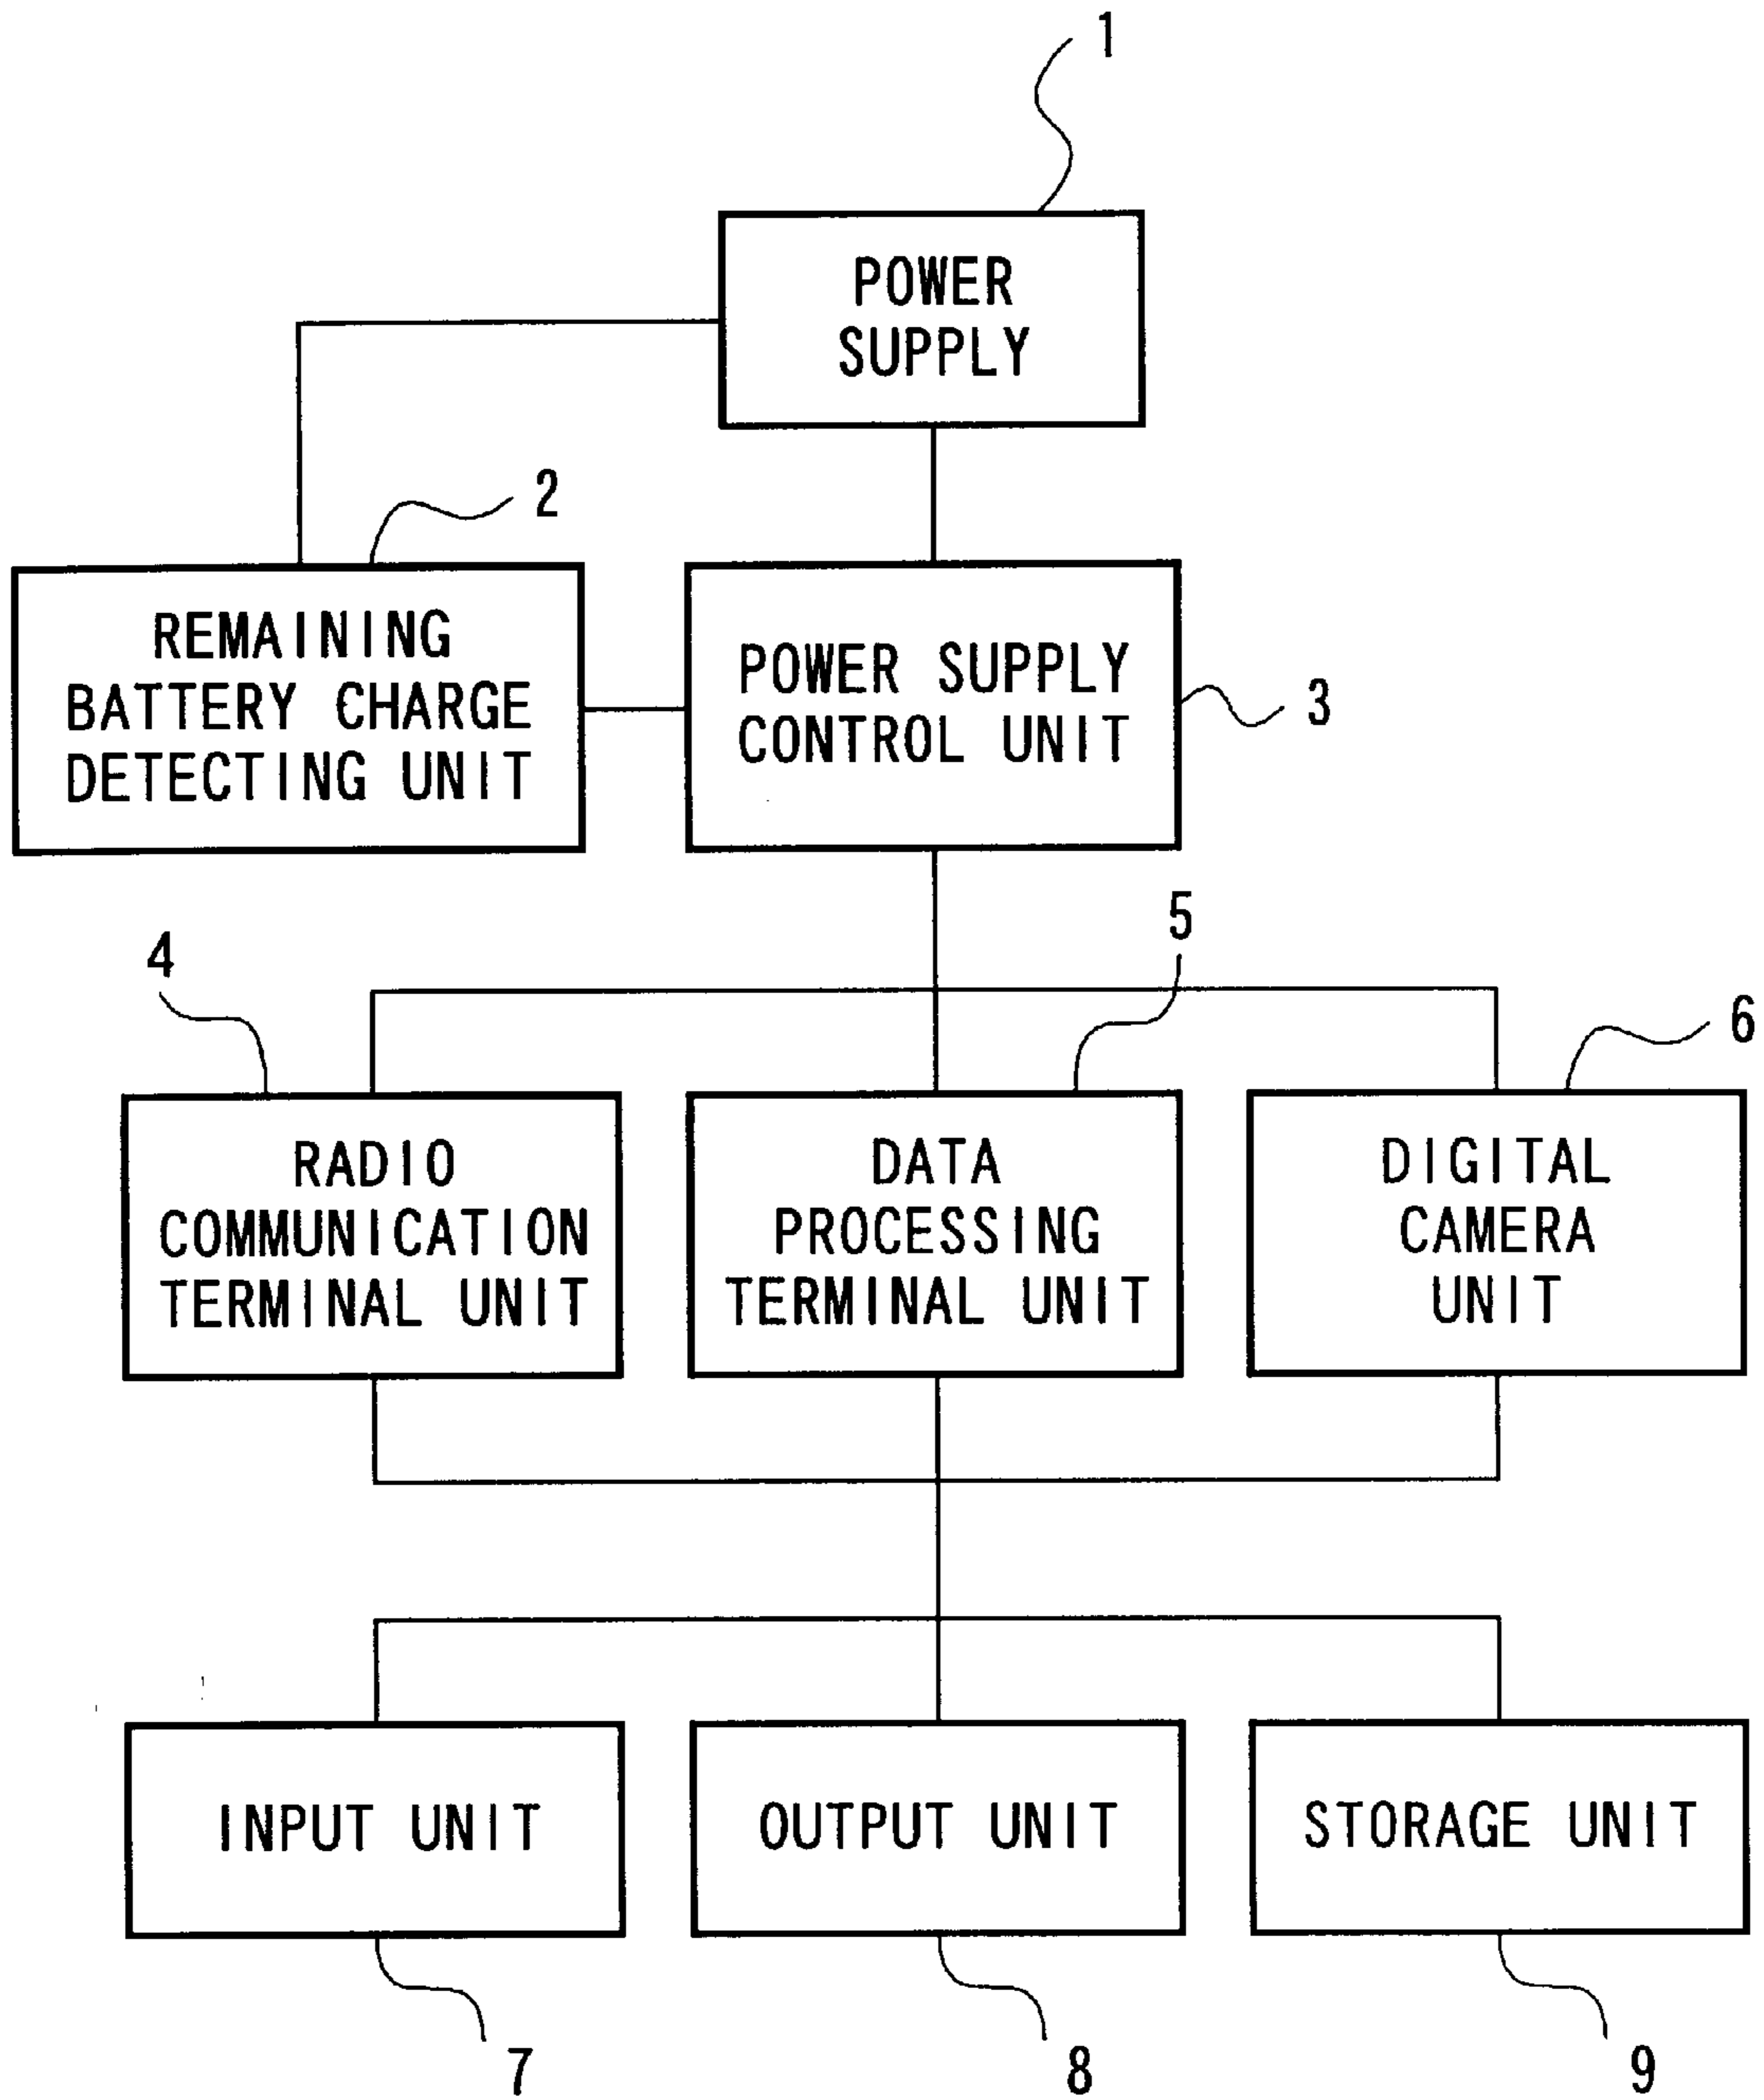 1
POWER
SUPPLY
2
REMAINING
BATTERY CHARGE
DETECTING UNIT
POWER SUPPLY
CONTROL UNIT
3
4
5
6
RADIO
COMMUNICATION
TERMINAL UNIT
DATA
PROCESSING
TERMINAL UNIT
DIGITAL
CAMERA
UNIT
INPUT UNIT
OUTPUT UNIT
STORAGE UNIT
7
8
9